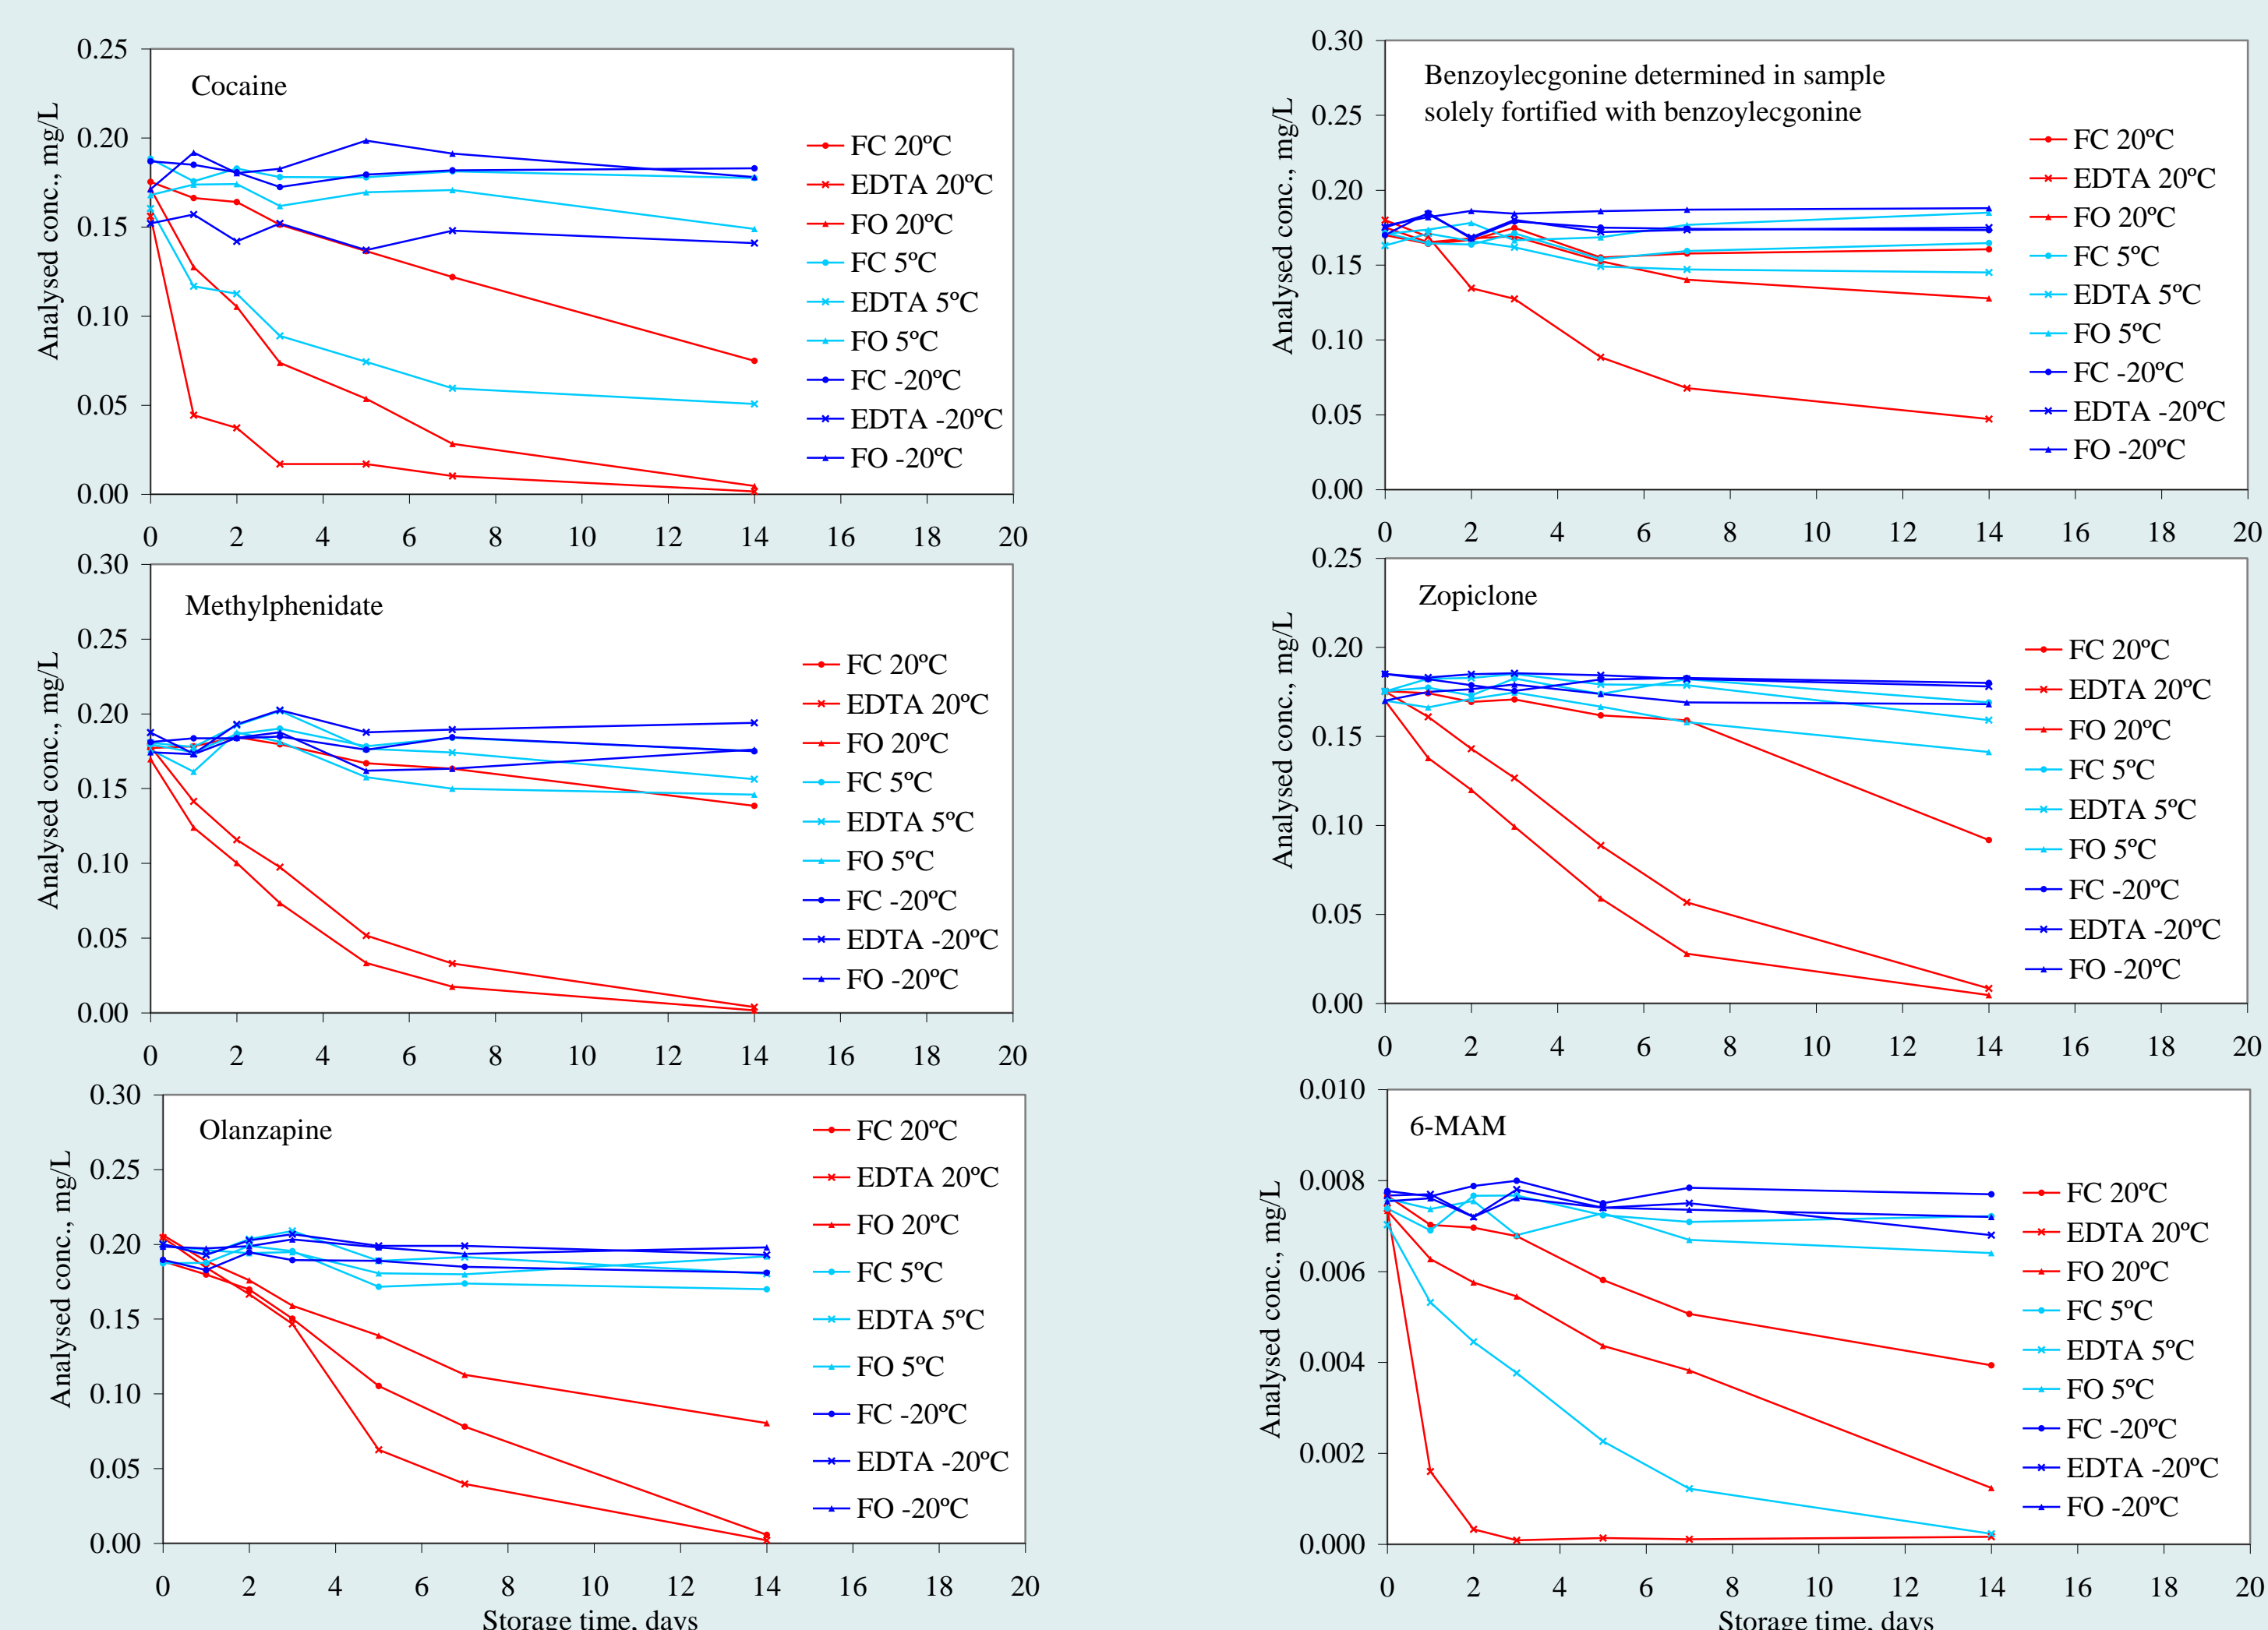 0.25
0.20
0.15
0.10
0.05
0.00
Analysed conc., mg/L
Cocaine
FC 20ºC
EDTA 20ºC
FO 20ºC
FC 5ºC
EDTA 5ºC
FO 5ºC
FC -20ºC
EDTA -20ºC
FO -20ºC
0 2 4 6 8 10 12 14 16 18 20
0.30
0.25
0.20
0.15
0.10
0.05
0.00
Analysed conc., mg/L
Benzoylecgonine determined in sample
solely fortified with benzoylecgonine
FC 20ºC
EDTA 20ºC
FO 20ºC
FC 5ºC
EDTA 5ºC
FO 5ºC
FC -20ºC
EDTA -20ºC
FO -20ºC
0 2 4 6 8 10 12 14 16 18 20
0.30
0.25
0.20
0.15
0.10
0.05
0.00
Analysed conc., mg/L
Methylphenidate
FC 20ºC
EDTA 20ºC
FO 20ºC
FC 5ºC
EDTA 5ºC
FO 5ºC
FC -20ºC
EDTA -20ºC
FO -20ºC
0 2 4 6 8 10 12 14 16 18 20
0.25
0.20
0.15
0.10
0.05
0.00
Analysed conc., mg/L
Zopiclone
FC 20ºC
EDTA 20ºC
FO 20ºC
FC 5ºC
EDTA 5ºC
FO 5ºC
FC -20ºC
EDTA -20ºC
FO -20ºC
0 2 4 6 8 10 12 14 16 18 20
0.30
0.25
0.20
0.15
0.10
0.05
0.00
Analysed conc., mg/L
Olanzapine
FC 20ºC
EDTA 20ºC
FO 20ºC
FC 5ºC
EDTA 5ºC
FO 5ºC
FC -20ºC
EDTA -20ºC
FO -20ºC
0 2 4 6 8 10 12 14 16 18 20
Storage time, days
0.010
0.008
0.006
0.004
0.002
0.000
Analysed conc., mg/L
6-MAM
FC 20ºC
EDTA 20ºC
FO 20ºC
FC 5ºC
EDTA 5ºC
FO 5ºC
FC -20ºC
EDTA -20ºC
FO -20ºC
0 2 4 6 8 10 12 14 16 18 20
Storage time, days